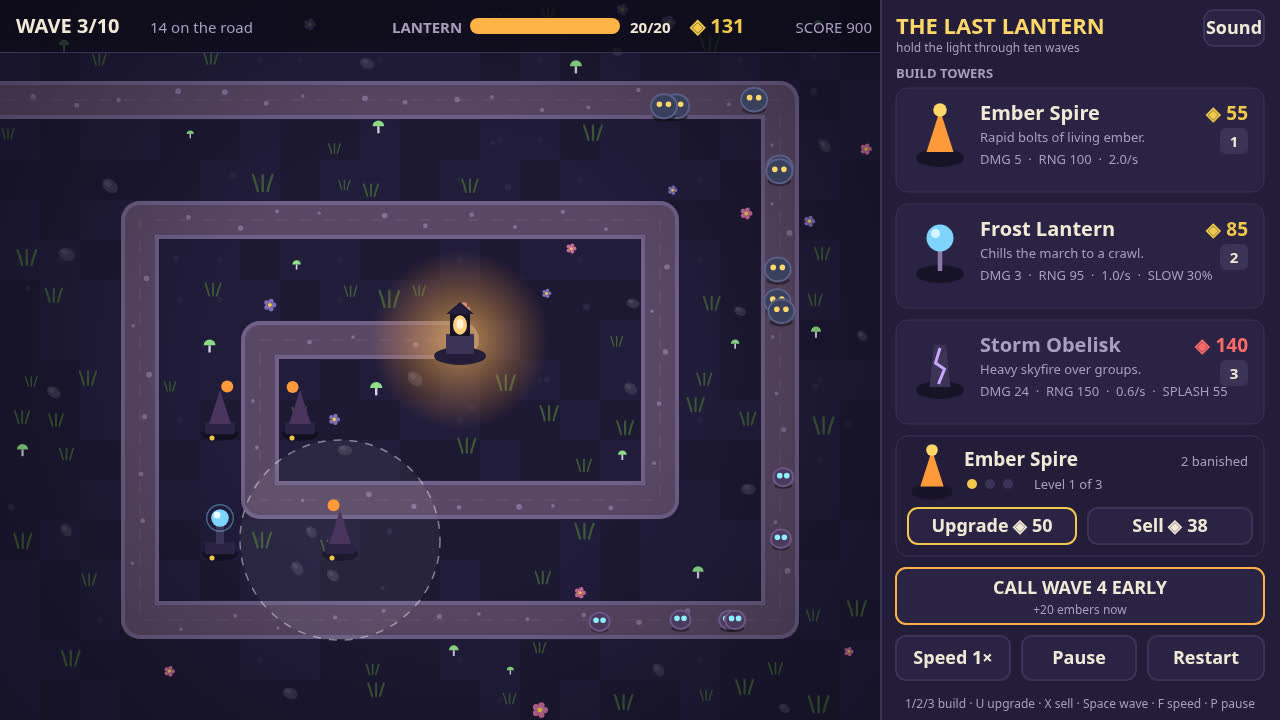 WAVE 3/10
14 on the road
LANTERN
20/20
◈ 131
SCORE 900
THE LAST LANTERN
hold the light through ten waves
Sound
BUILD TOWERS
Ember Spire
◈ 55
Rapid bolts of living ember.
1
DMG 5 · RNG 100 · 2.0/s
Frost Lantern
◈ 85
Chills the march to a crawl.
2
DMG 3 · RNG 95 · 1.0/s · SLOW 30%
Storm Obelisk
◈ 140
Heavy skyfire over groups.
3
DMG 24 · RNG 150 · 0.6/s · SPLASH 55
Ember Spire
2 banished
Level 1 of 3
Upgrade ◈ 50
Sell ◈ 38
CALL WAVE 4 EARLY
+20 embers now
Speed 1×
Pause
Restart
1/2/3 build · U upgrade · X sell · Space wave · F speed · P pause